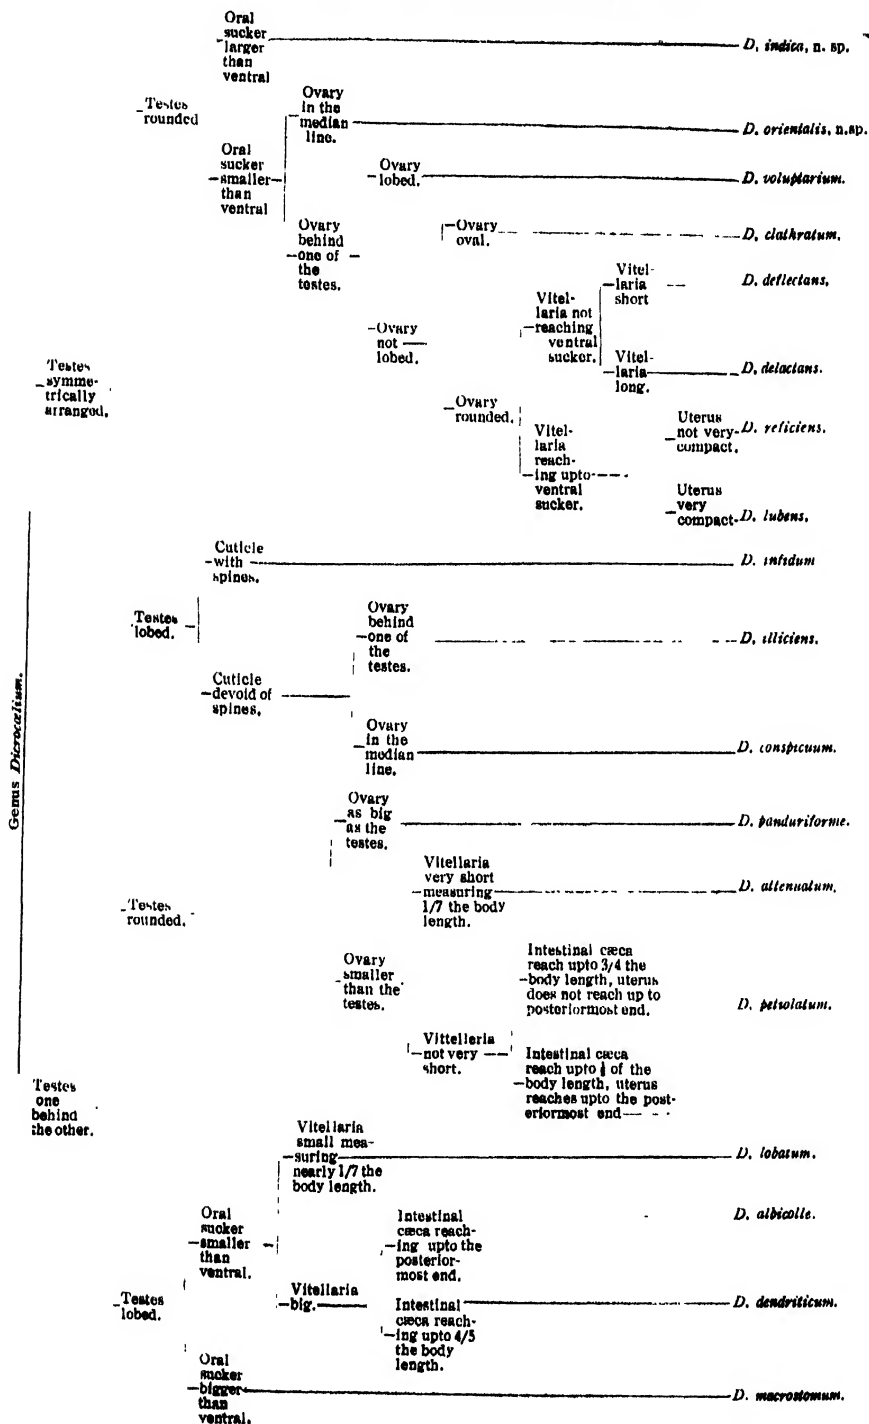 Genus Dicrocælium.
Testes
symme-
trically
arranged.
Testes
rounded
Oral
sucker
larger
than
ventral
D. indica, n. sp.
Oral
sucker
smaller
than
ventral
Ovary
in the
median
line.
D. orientalis, n.sp.
Ovary
behind
one of
the
testes.
Ovary
lobed.
D. voluptarium.
Ovary
not
lobed.
Ovary
oval.
D. clathratum.
Ovary
rounded.
Vitel-
laria not
reaching
ventral
sucker.
Vitel-
laria
short
D. deflectans,
Vitel-
laria
long.
D. delactans.
Vitel-
laria
reach-
ing upto
ventral
sucker.
Uterus
not very
compact.
D. reficiens.
Uterus
very
compact
D. lubens.
Testes
lobed.
Cuticle
with
spines.
D. infidum
Cuticle
devoid of
spines,
Ovary
behind
one of
the
testes.
D, illiciens.
Ovary
in the
median
line.
D. conspicuum.
Testes
one
behind
the other.
Testes
rounded.
Ovary
as big
as the
testes.
D. panduriforme.
Ovary
smaller
than the
testes.
Vitellaria
very short
measuring
1/7 the body
length.
D. attenuatum,
Vittelleria
not very
short.
Intestinal cæca
reach upto 3/4 the
body length, uterus
does not reach up to
posteriormost end.
D. petiolatum.
Intestinal cæca
reach upto of the
body length, uterus
reaches upto the post-
eriormost end
Testes
lobed.
Oral
sucker
smaller
than
ventral.
Vitellaria
small mea-
suring
nearly 1/7 the
body length.
D. lobatum.
Vitellaria
big.
Intestinal
cæca reach-
ing upto the
posterior-
most end.
D. albicolle.
Intestinal
cæca reach-
ing upto 4/5
the body
length.
D. dendriticum.
Oral
sucker
bigger
than
ventral.
D. macrostomum.